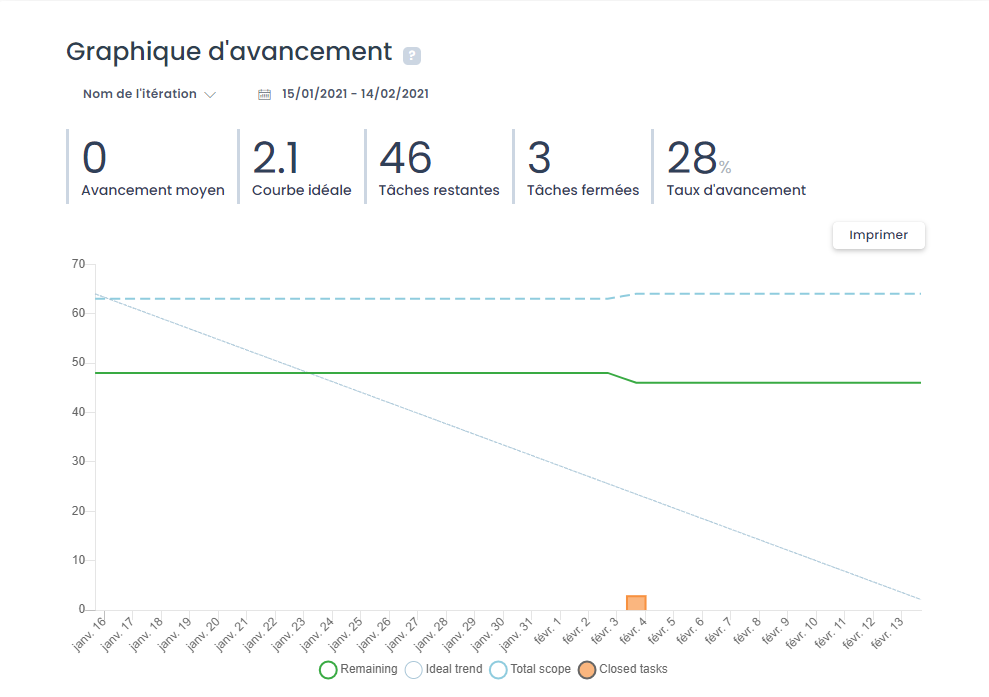 Graphique d'avancement ?
Nom de l'itération 15/01/2021 - 14/02/2021
0 2.1 46 3 28%
Avancement moyen Courbe idéale Tâches restantes Tâches fermées Taux d'avancement
Imprimer
70
60
50
40
30
20
10
0
janv. 16 janv. 17 janv. 18 janv. 19 janv. 20 janv. 21 janv. 22 janv. 23 janv. 24 janv. 25 janv. 26 janv. 27 janv. 28 janv. 29 janv. 30 janv. 31 févr. 1 févr. 2 févr. 3 févr. 4 févr. 5 févr. 6 févr. 7 févr. 8 févr. 9 févr. 10 févr. 11 févr. 12 févr. 13
Remaining Ideal trend Total scope Closed tasks